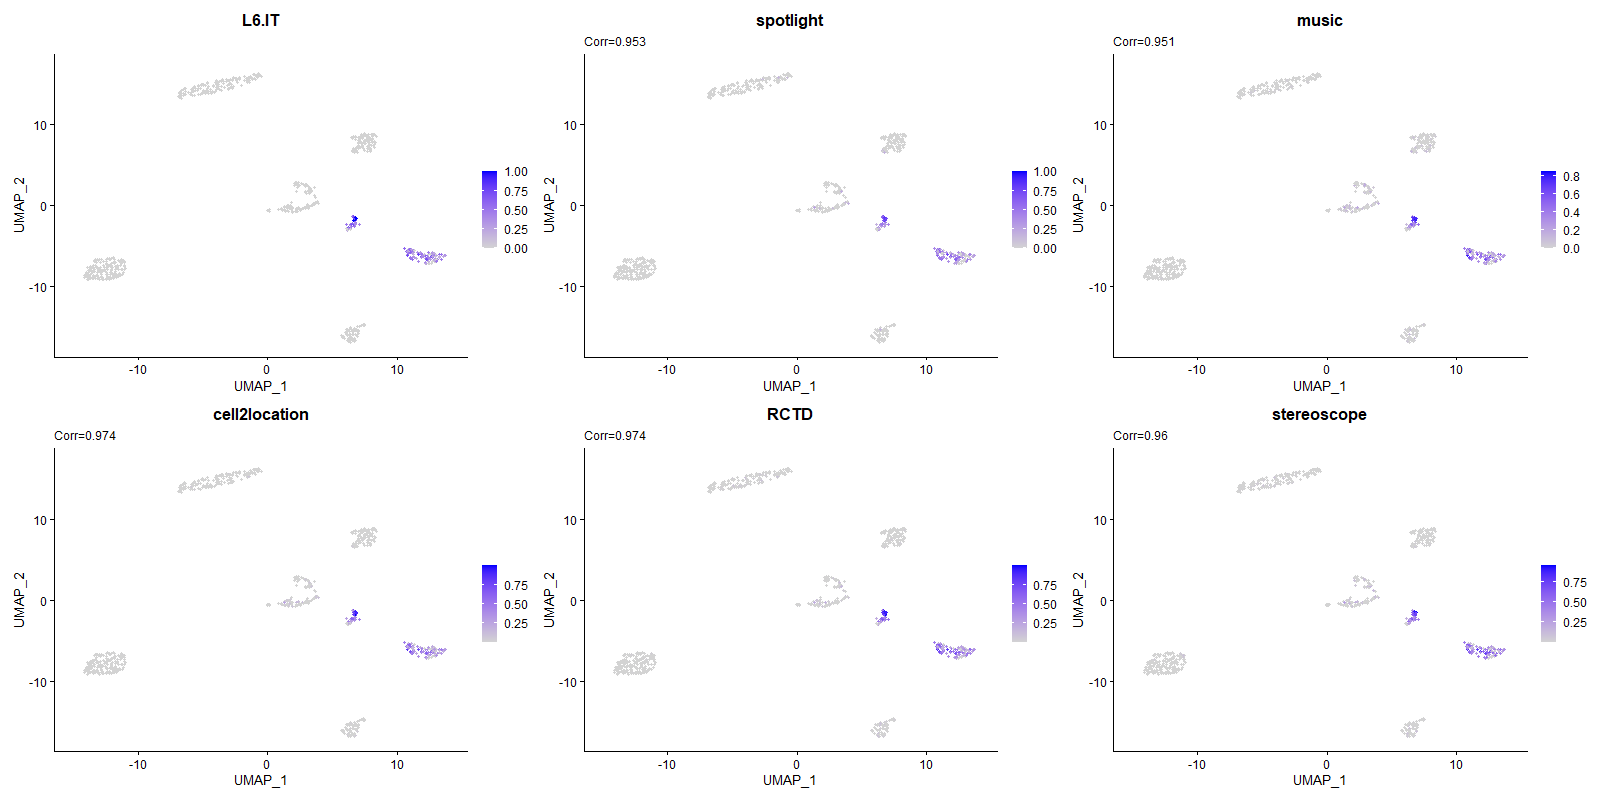 L6.IT
UMAP_2
10
0
-10
-10
0
10
UMAP_1
1.00
0.75
0.50
0.25
0.00
spotlight
Corr=0.953
UMAP_2
10
0
-10
-10
0
10
UMAP_1
1.00
0.75
0.50
0.25
0.00
music
Corr=0.951
UMAP_2
10
0
-10
-10
0
10
UMAP_1
0.8
0.6
0.4
0.2
0.0
cell2location
Corr=0.974
UMAP_2
10
0
-10
-10
0
10
UMAP_1
0.75
0.50
0.25
RCTD
Corr=0.974
UMAP_2
10
0
-10
-10
0
10
UMAP_1
0.75
0.50
0.25
stereoscope
Corr=0.96
UMAP_2
10
0
-10
-10
0
10
UMAP_1
0.75
0.50
0.25